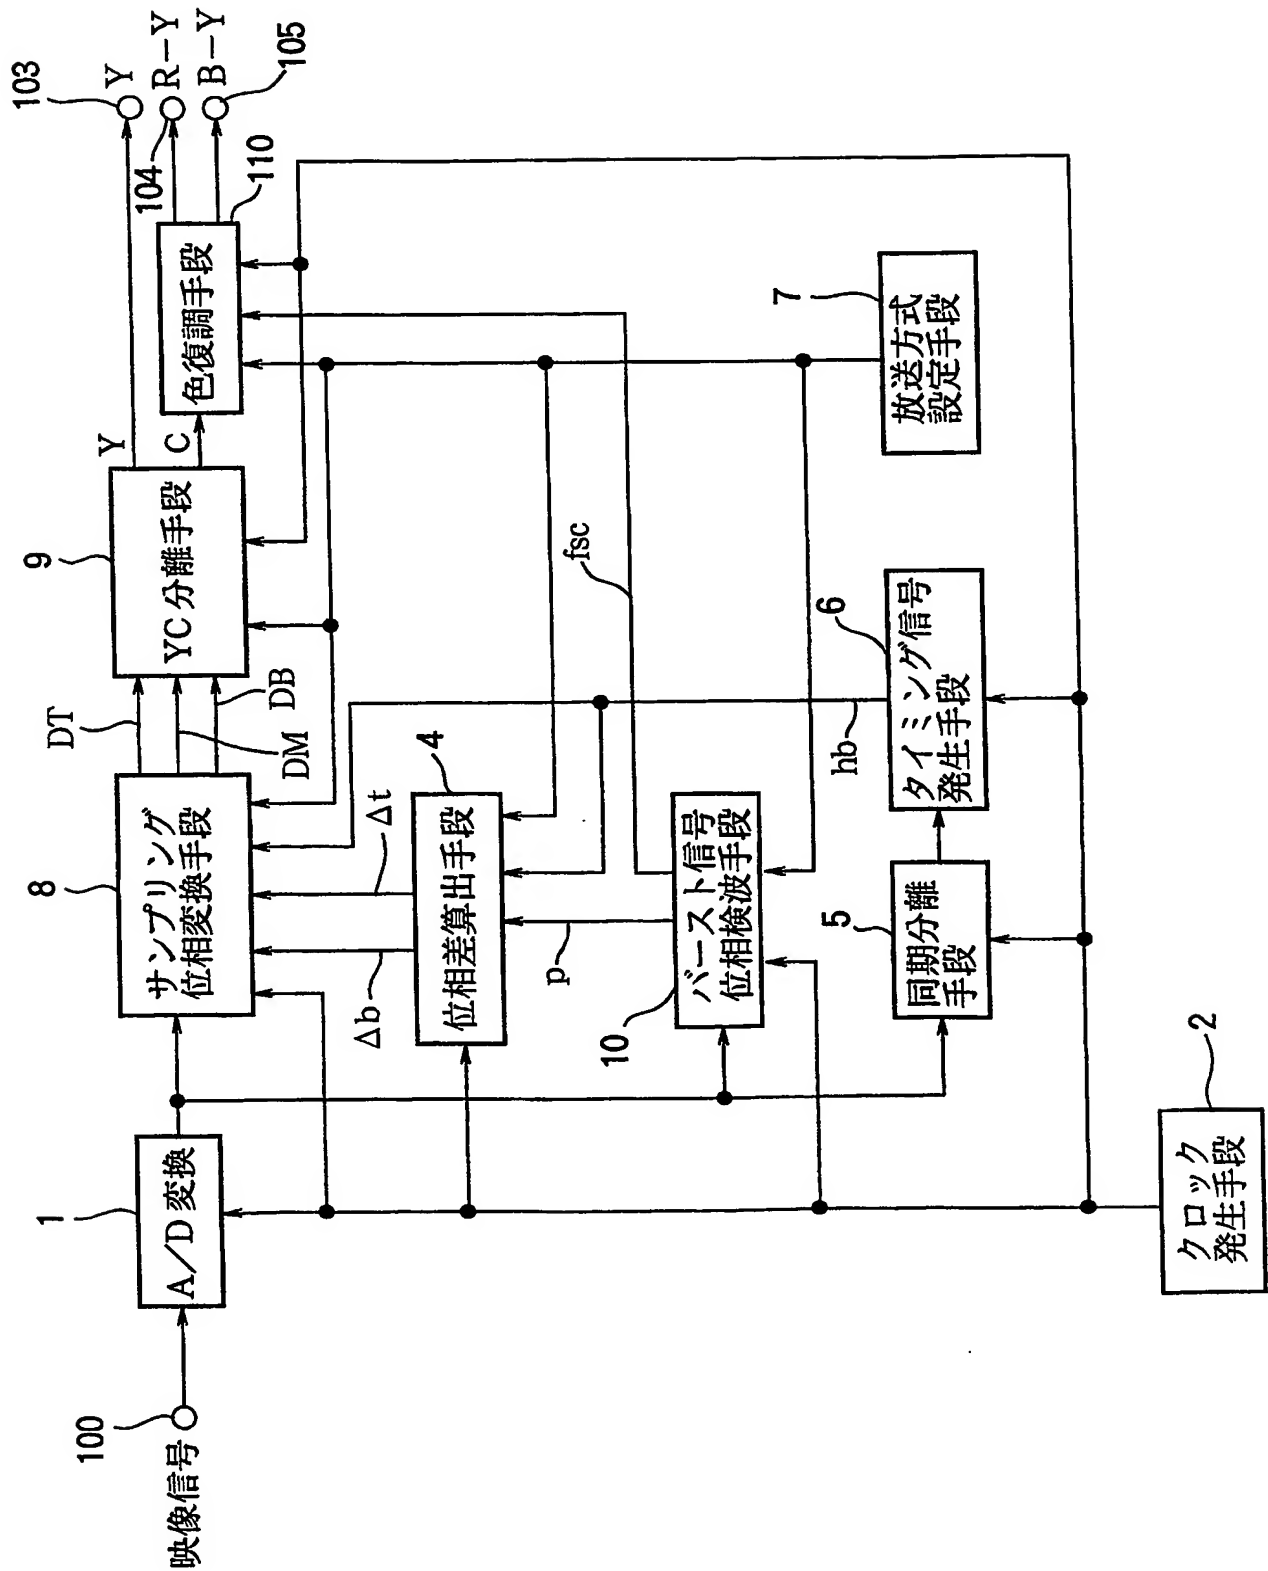 映像信号
100
1
A/D変換
8
サンプリング
位相変換手段
DT
DM
DB
9
YC分離手段
Y
C
色復調手段
110
103
Y
104
R−Y
B−Y
105
Δb
Δt
4
位相差算出手段
p
fsc
10
バースト信号
位相検波手段
5
同期分離
手段
6
タイミング信号
発生手段
hb
7
放送方式
設定手段
2
クロック
発生手段